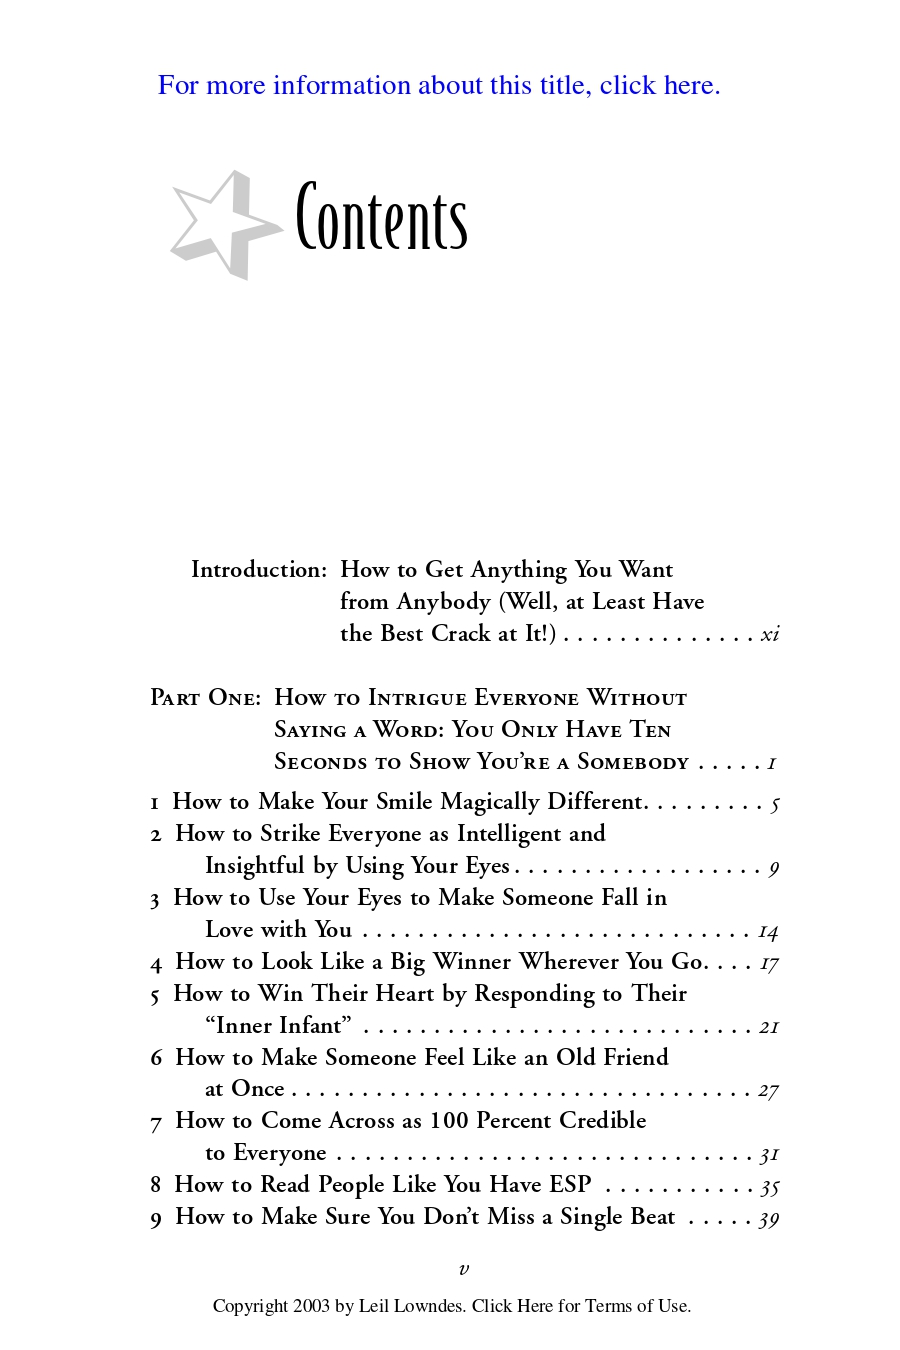 For more information about this title, click here.
Contents
Introduction: How to Get Anything You Want
from Anybody (Well, at Least Have
the Best Crack at It!) . . . . . . . . . . . . . . xi
Part One: How to Intrigue Everyone Without
Saying a Word: You Only Have Ten
Seconds to Show You’re a Somebody . . . . . 1
1 How to Make Your Smile Magically Different. . . . . . . . . 5
2 How to Strike Everyone as Intelligent and
Insightful by Using Your Eyes . . . . . . . . . . . . . . . . . . 9
3 How to Use Your Eyes to Make Someone Fall in
Love with You . . . . . . . . . . . . . . . . . . . . . . . . . . . . 14
4 How to Look Like a Big Winner Wherever You Go. . . . 17
5 How to Win Their Heart by Responding to Their
“Inner Infant” . . . . . . . . . . . . . . . . . . . . . . . . . . . . 21
6 How to Make Someone Feel Like an Old Friend
at Once . . . . . . . . . . . . . . . . . . . . . . . . . . . . . . . . . 27
7 How to Come Across as 100 Percent Credible
to Everyone . . . . . . . . . . . . . . . . . . . . . . . . . . . . . . 31
8 How to Read People Like You Have ESP . . . . . . . . . . . 35
9 How to Make Sure You Don’t Miss a Single Beat . . . . . 39
v
Copyright 2003 by Leil Lowndes. Click Here for Terms of Use.